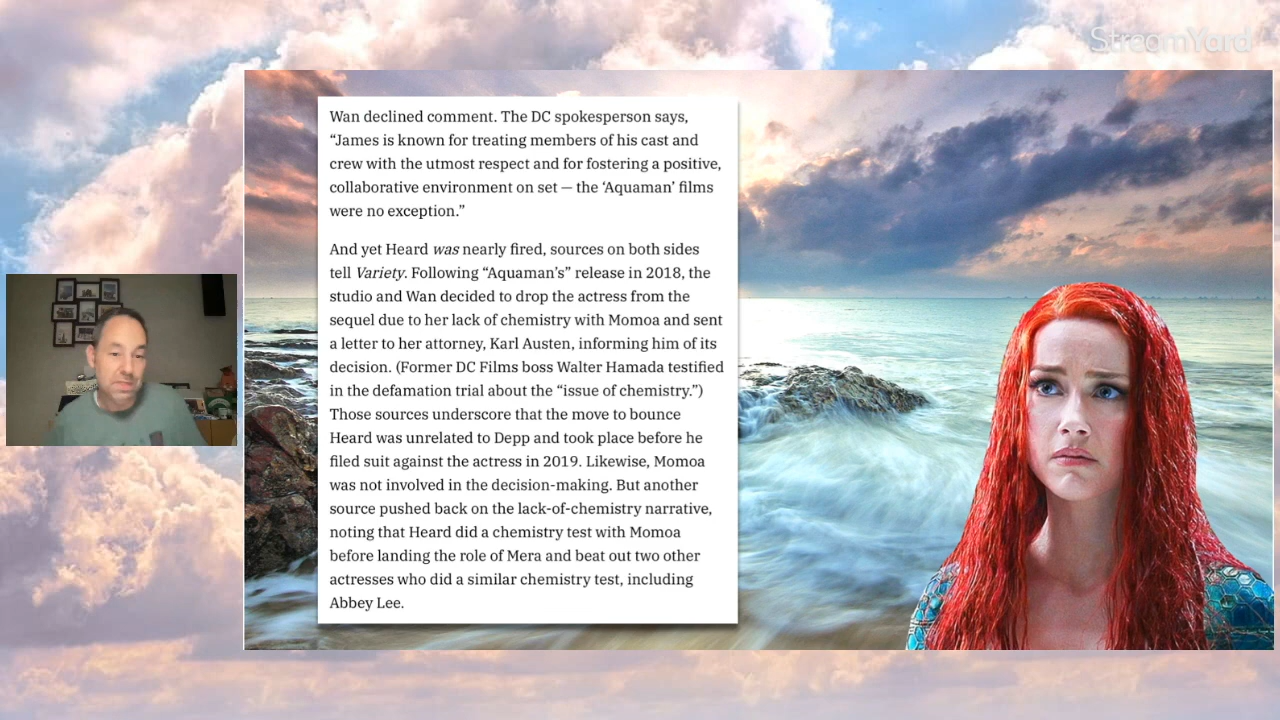 StreamYard
Wan declined comment. The DC spokesperson says,
“James is known for treating members of his cast and
crew with the utmost respect and for fostering a positive,
collaborative environment on set — the ‘Aquaman’ films
were no exception.”
And yet Heard was nearly fired, sources on both sides
tell Variety. Following “Aquaman’s” release in 2018, the
studio and Wan decided to drop the actress from the
sequel due to her lack of chemistry with Momoa and sent
a letter to her attorney, Karl Austen, informing him of its
decision. (Former DC Films boss Walter Hamada testified
in the defamation trial about the “issue of chemistry.”)
Those sources underscore that the move to bounce
Heard was unrelated to Depp and took place before he
filed suit against the actress in 2019. Likewise, Momoa
was not involved in the decision-making. But another
source pushed back on the lack-of-chemistry narrative,
noting that Heard did a chemistry test with Momoa
before landing the role of Mera and beat out two other
actresses who did a similar chemistry test, including
Abbey Lee.